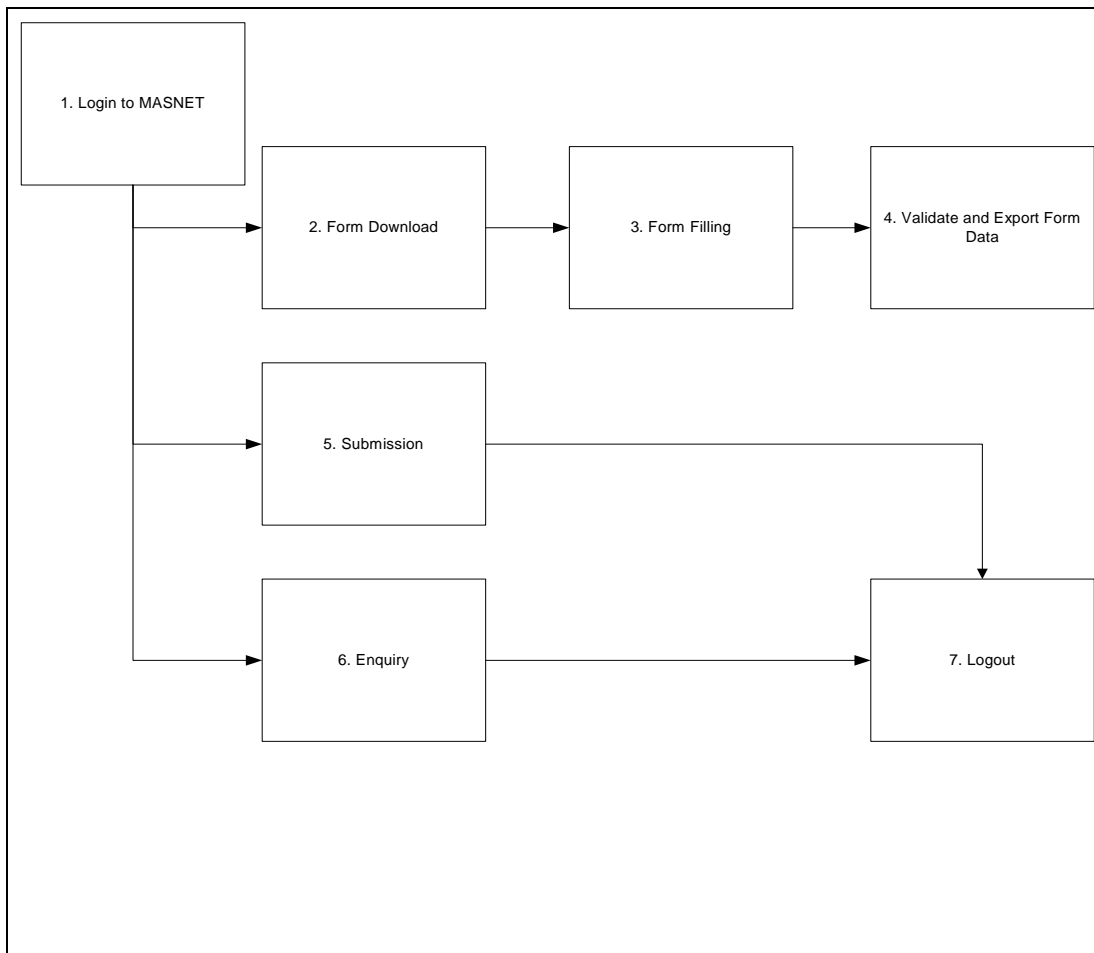 1. Login to MASNET
2. Form Download
3. Form Filling
4. Validate and Export Form
Data
5. Submission
6. Enquiry
7. Logout